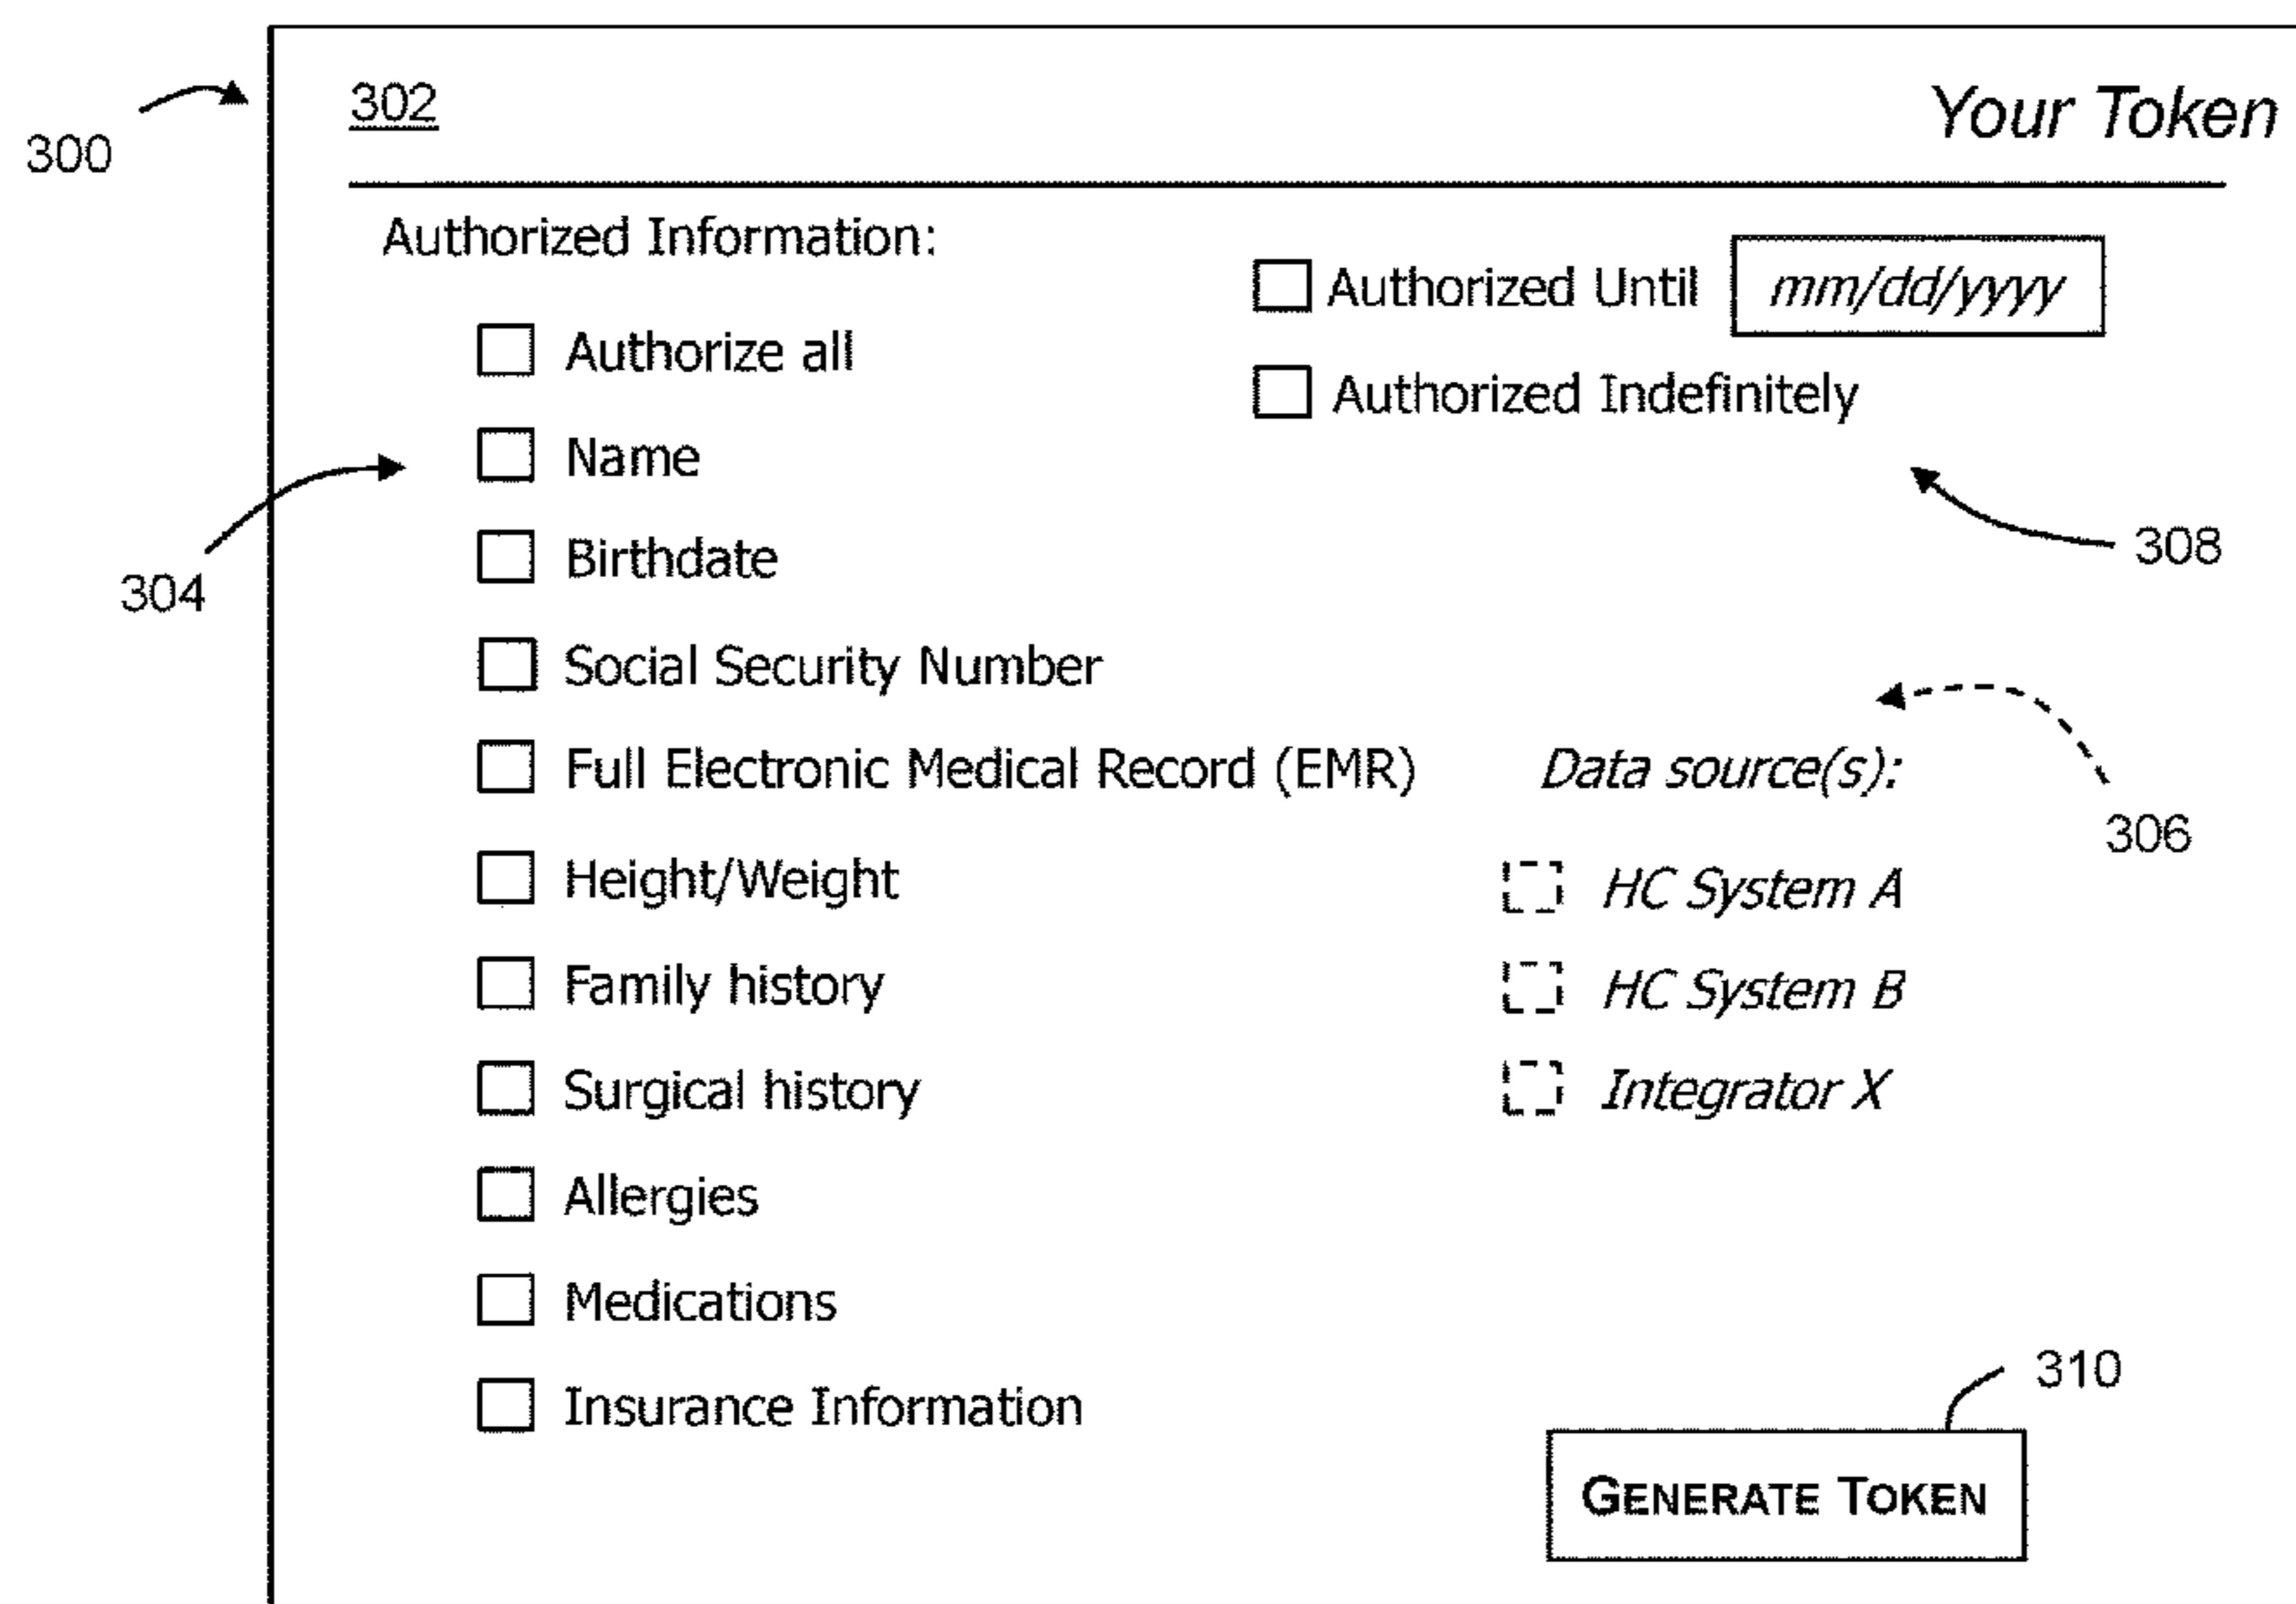 300
302
Your Token
Authorized Information:
Authorized Until mm/dd/yyyy
Authorize all
Authorized Indefinitely
Name
304
Birthdate
308
Social Security Number
Full Electronic Medical Record (EMR)
Data source(s):
306
Height/Weight
HC System A
Family history
HC System B
Surgical history
Integrator X
Allergies
Medications
Insurance Information
310
GENERATE TOKEN